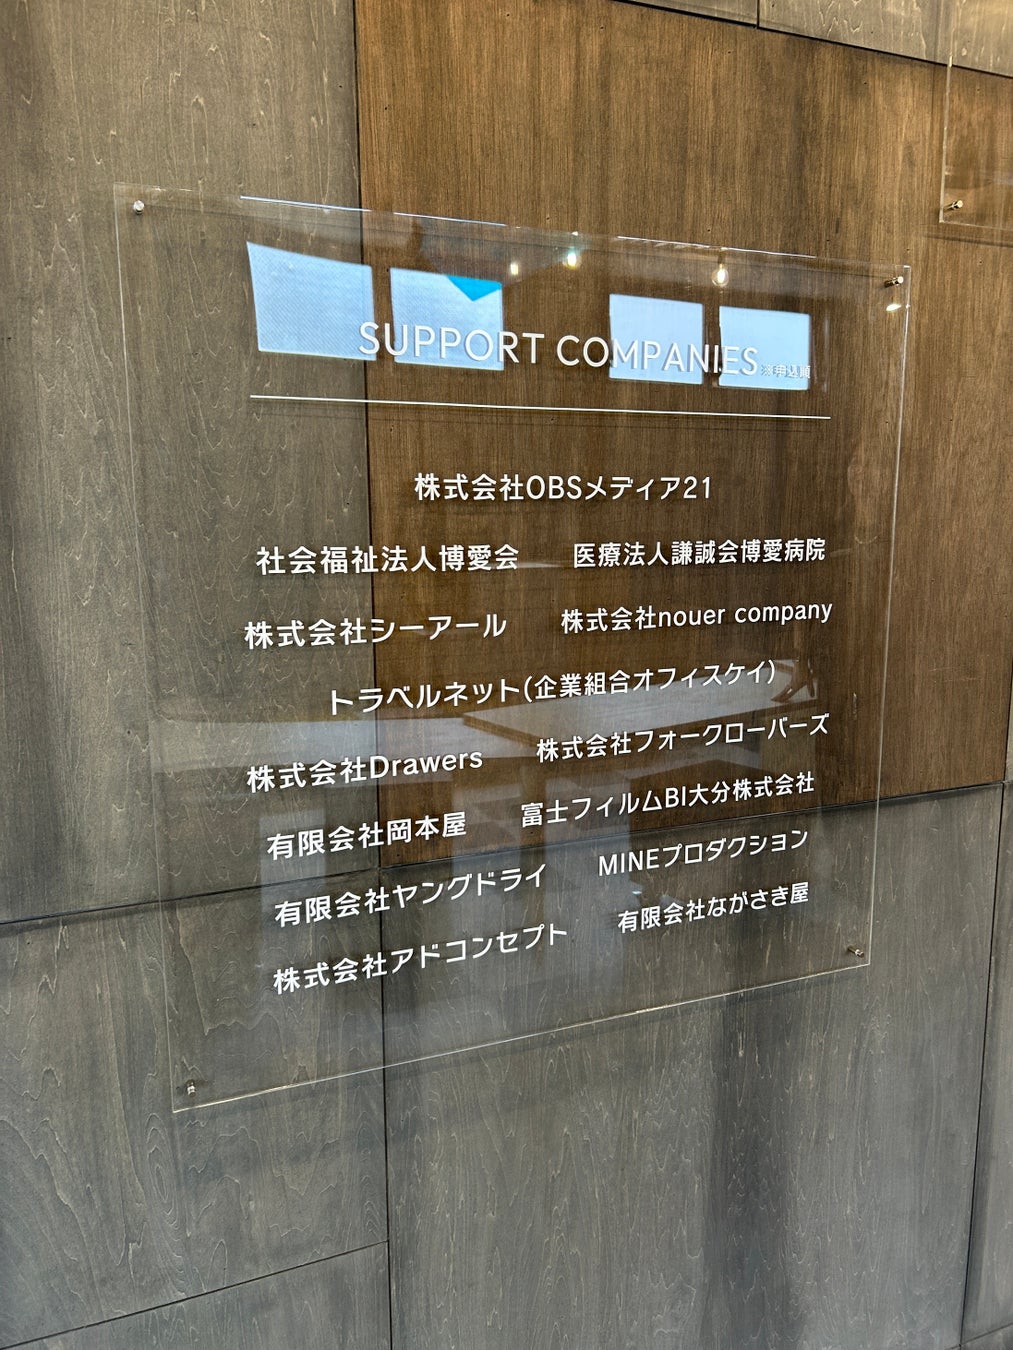 SUPPORT COMPANIES ※申込順
株式会社OBSメディア21
社会福祉法人博愛会 医療法人謙誠会博愛病院
株式会社シーアール 株式会社nouer company
トラベルネット(企業組合オフィスケイ)
株式会社Drawers 株式会社フォークローバーズ
有限会社岡本屋 富士フィルムBI大分株式会社
有限会社ヤングドライ MINEプロダクション
株式会社アドコンセプト 有限会社ながさき屋